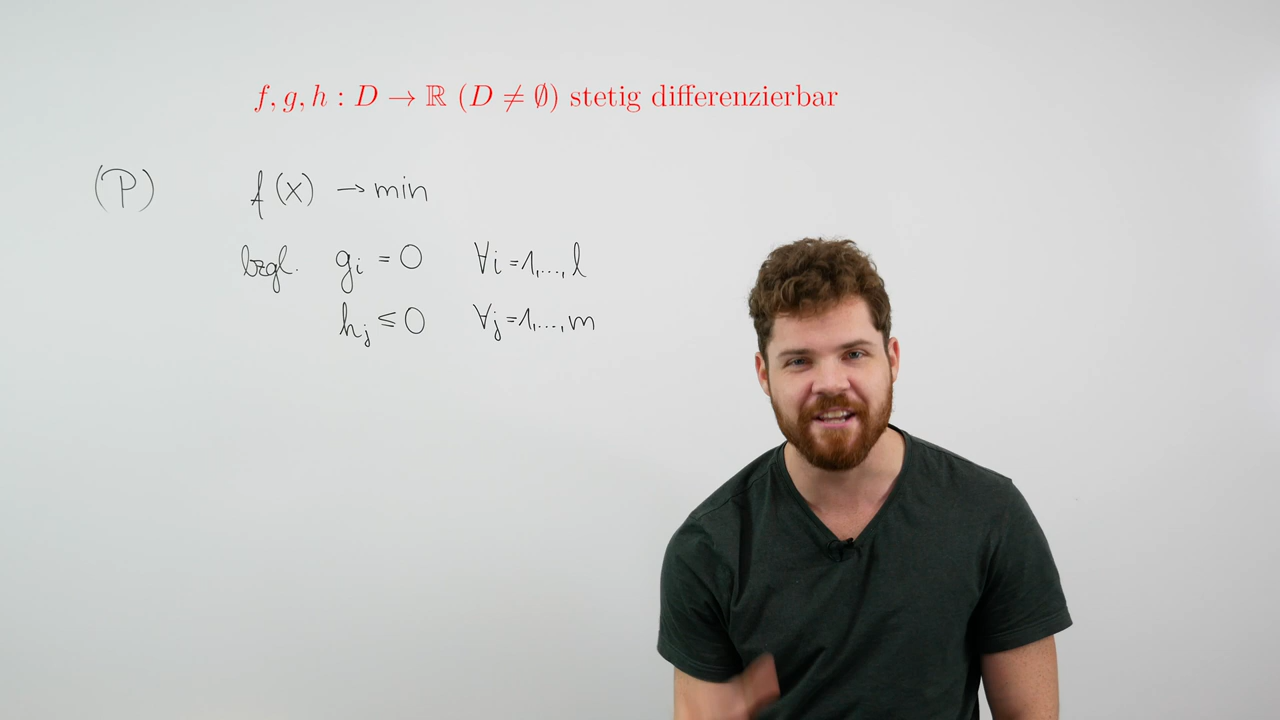 f, g, h : D → ℝ (D ≠ ∅) stetig differenzierbar
(P) f(x) → min
bzgl. gᵢ = 0 ∀i=1,...,l
hⱼ ≤ 0 ∀j=1,...,m